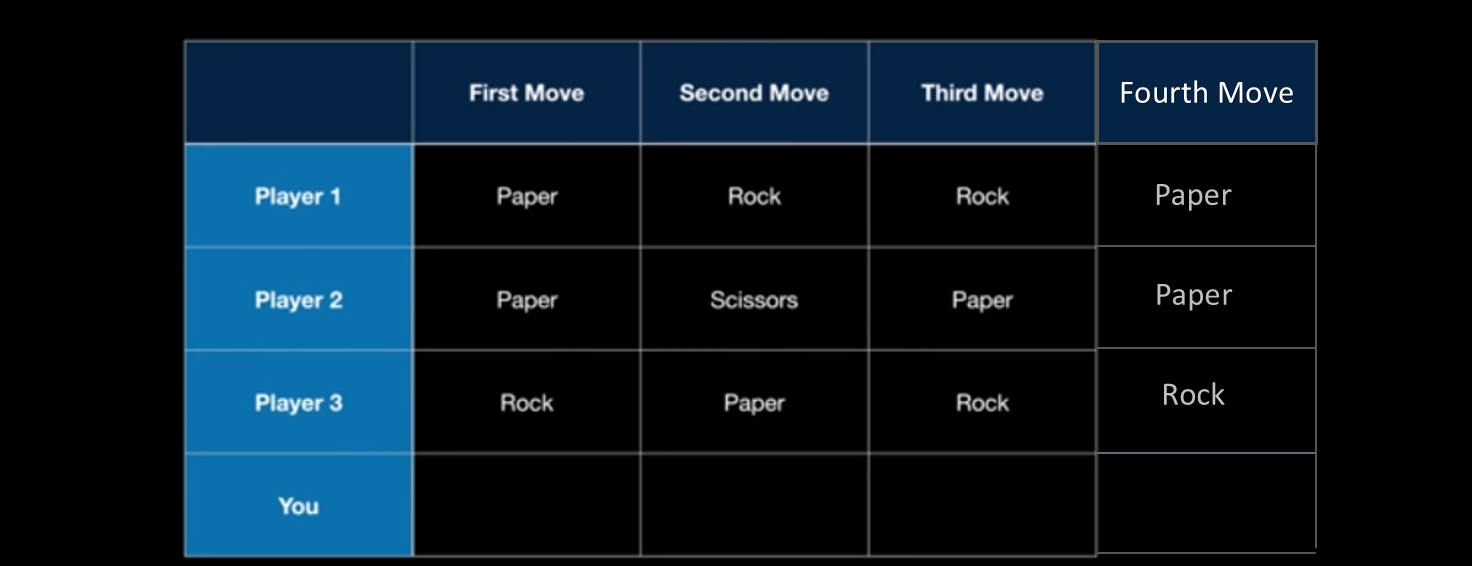 First Move Second Move Third Move Fourth Move
Player 1 Paper Rock Rock Paper
Player 2 Paper Scissors Paper Paper
Player 3 Rock Paper Rock Rock
You